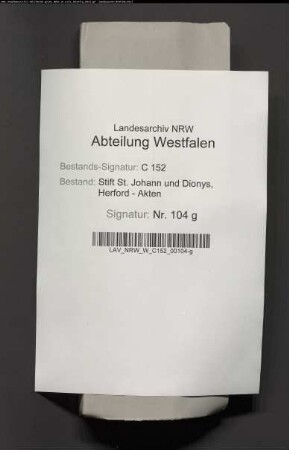 Landesarchiv NRW
Abteilung Westfalen
Bestands-Signatur: C 152
Bestand: Stift St. Johann und Dionys,
Herford - Akten
Signatur: Nr. 104 g
LAV_NRW_W_C152_00104-g